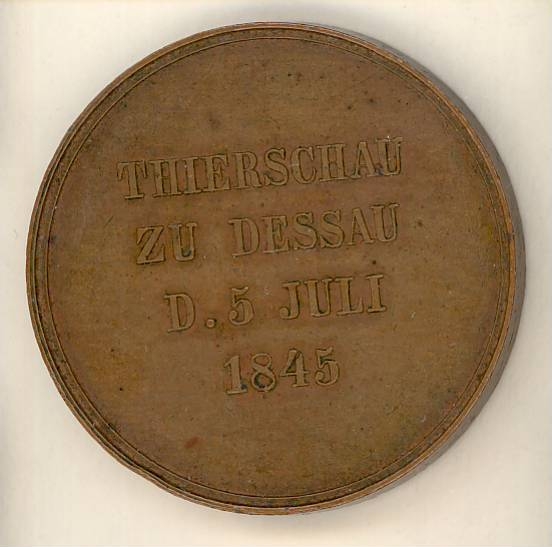 THIERSCHAU
ZU DESSAU
D. 5 JULI
1845